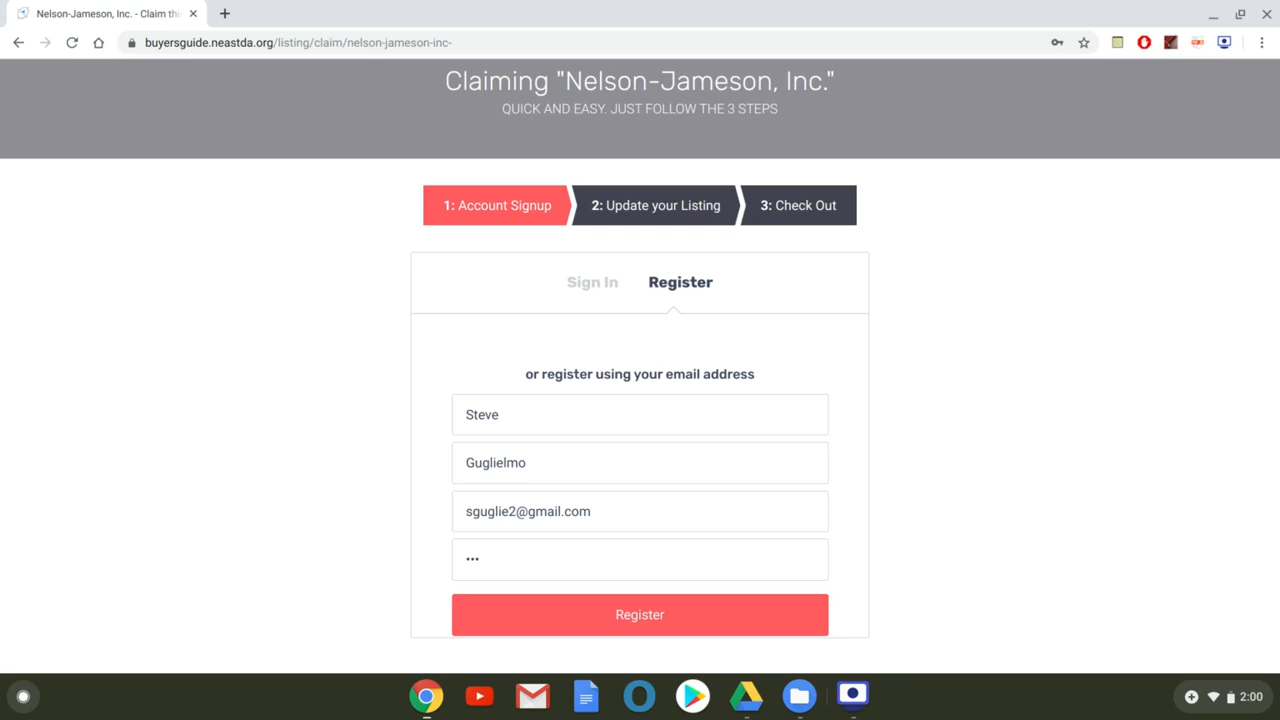 Nelson-Jameson, Inc. - Claim thi
buyersguide.neastda.org/listing/claim/nelson-jameson-inc-
Claiming "Nelson-Jameson, Inc."
QUICK AND EASY. JUST FOLLOW THE 3 STEPS
1: Account Signup
2: Update your Listing
3: Check Out
Sign In
Register
or register using your email address
Steve
Guglielmo
sguglie2@gmail.com
•••
Register
2:00